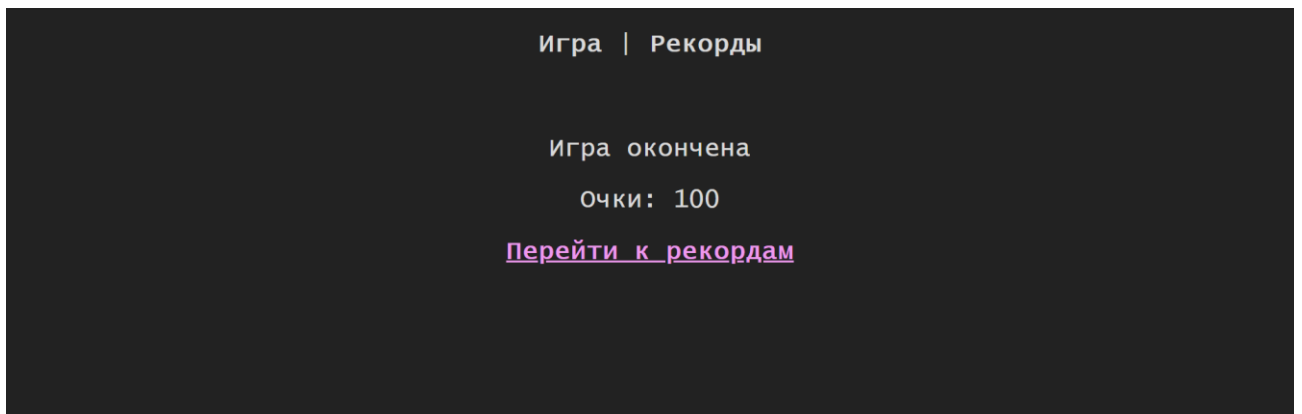 Игра | Рекорды
Игра окончена
Очки: 100
Перейти к рекордам